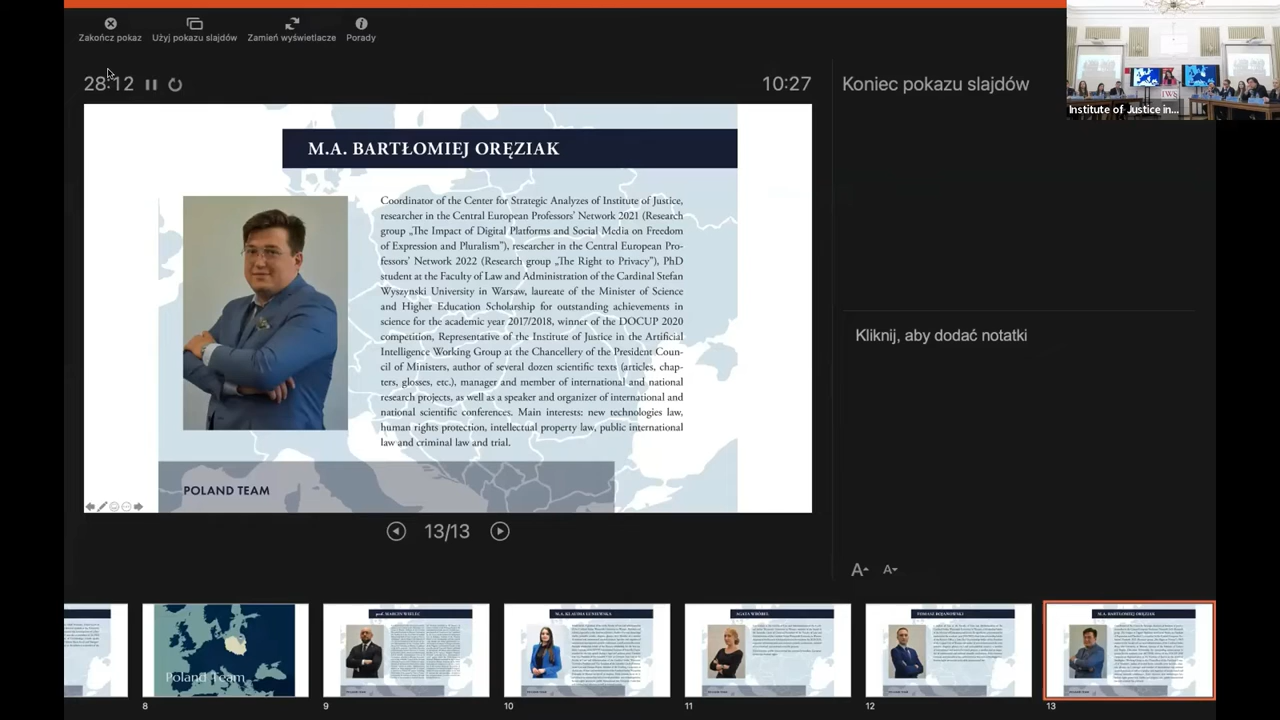 Zakończ pokaz
Użyj pokazu slajdów
Zamień wyświetlacze
Porady
28:12
10:27
Koniec pokazu slajdów
Institute of Justice in...
IWS
M.A. BARTŁOMIEJ ORĘZIAK
Coordinator of the Center for Strategic Analyzes of Institute of Justice,
researcher in the Central European Professors' Network 2021 (Research
group „The Impact of Digital Platforms and Social Media on Freedom
of Expression and Pluralism"), researcher in the Central European Pro-
fessors' Network 2022 (Research group „The Right to Privacy"), PhD
student at the Faculty of Law and Administration of the Cardinal Stefan
Wyszynski University in Warsaw, laureate of the Minister of Science
and Higher Education Scholarship for outstanding achievements in
science for the academic year 2017/2018, winner of the DOCUP 2020
competition, Representative of the Institute of Justice in the Artificial
Intelligence Working Group at the Chancellery of the President Coun-
cil of Ministers, author of several dozen scientific texts (articles, chap-
ters, glosses, etc.), manager and member of international and national
research projects, as well as a speaker and organizer of international and
national scientific conferences. Main interests: new technologies law,
human rights protection, intellectual property law, public international
law and criminal law and trial.
POLAND TEAM
Kliknij, aby dodać notatki
13/13
A A
Poland Team
prof. MARCIN WIELEC
AGATA WRÓBEL
TOMASZ BOJANOWSKI
M.A. BARTŁOMIEJ ORĘZIAK
8
9
10
11
12
13